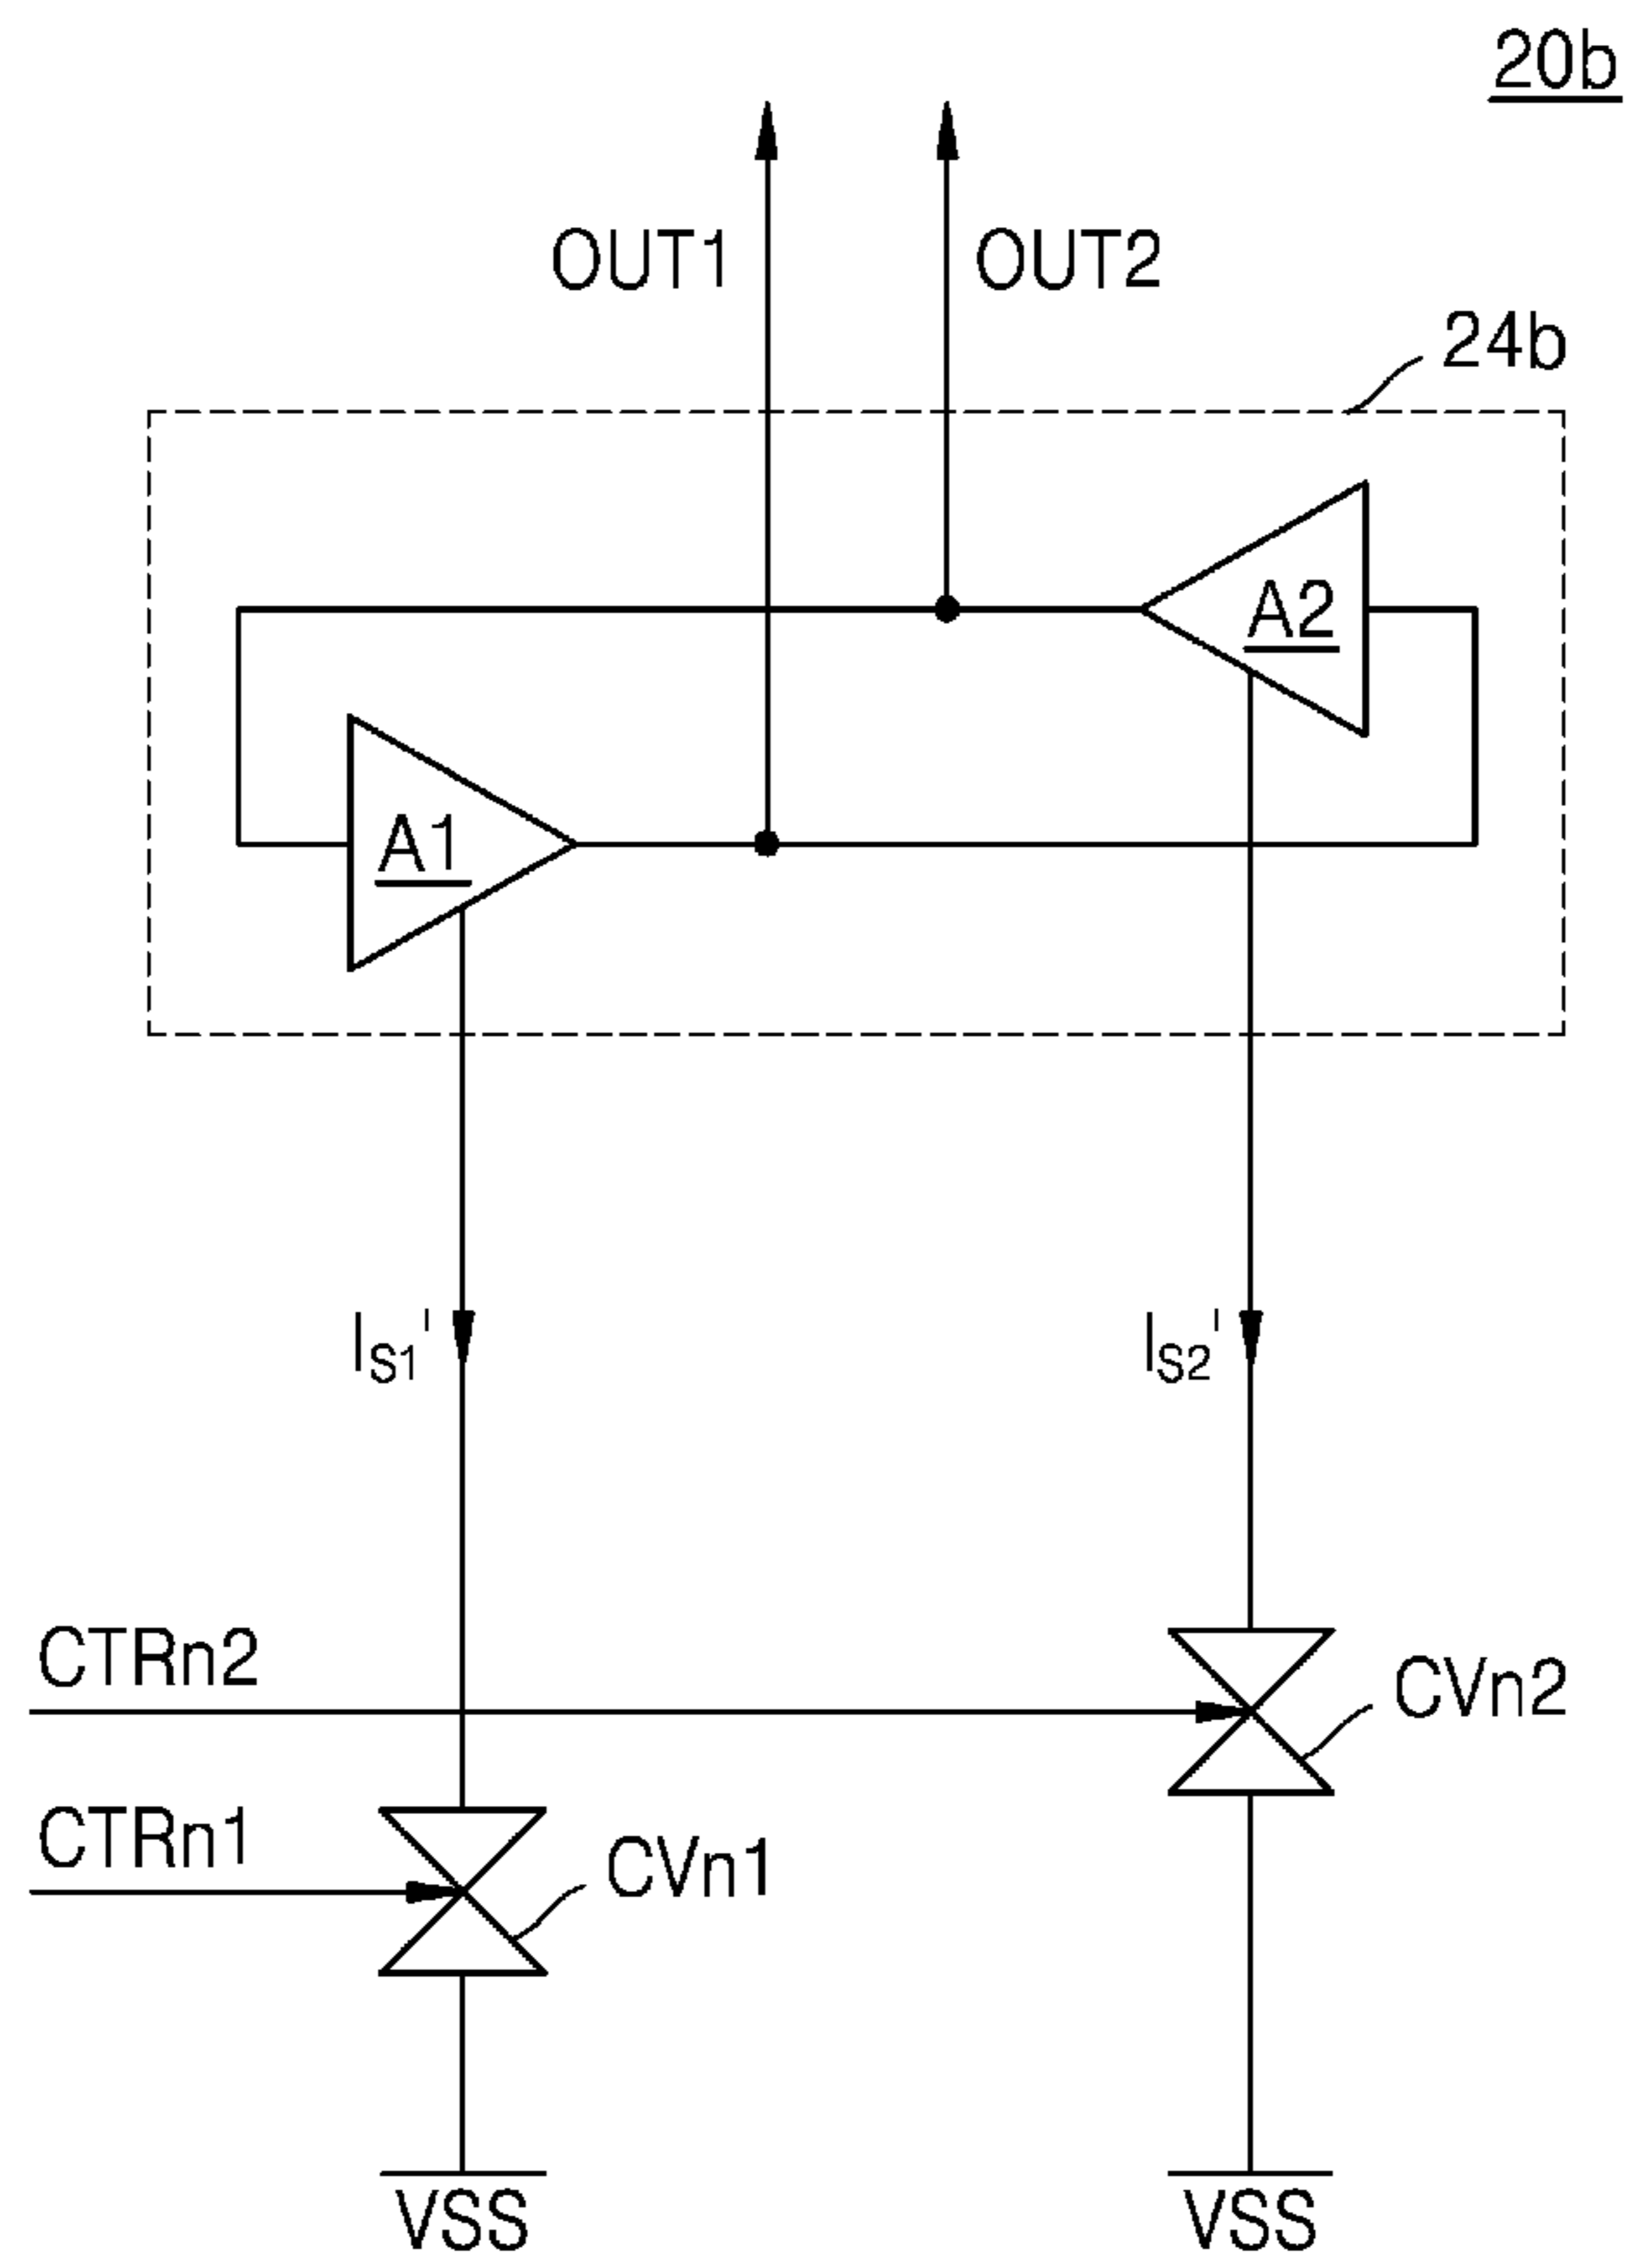 20b
OUT1
OUT2
24b
A2
A1
IS1'
IS2'
CTRn2
CVn2
CTRn1
CVn1
VSS
VSS